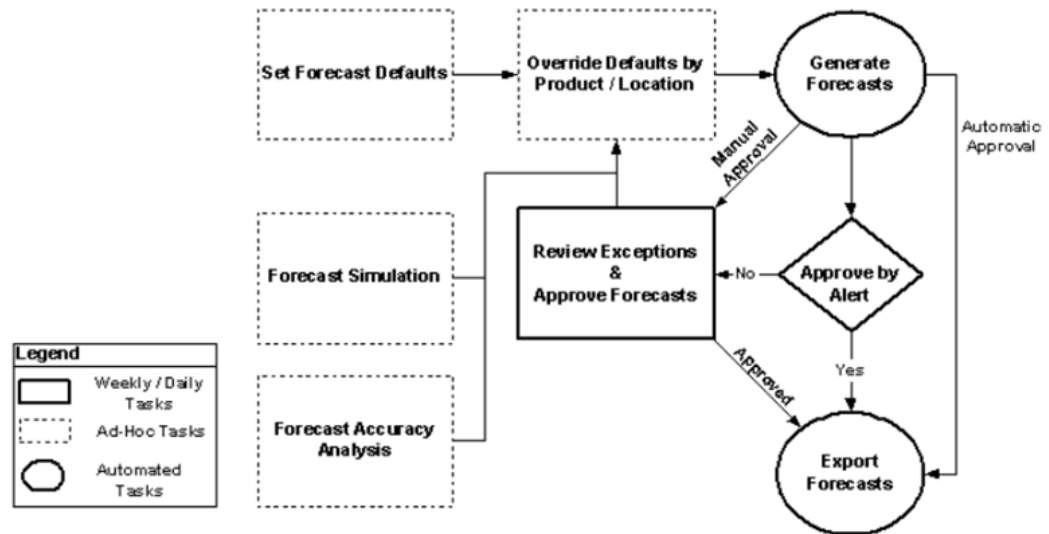 Set Forecast Defaults
Override Defaults by
Product / Location
Generate
Forecasts
Automatic
Approval
Manual
Approval
Forecast Simulation
Review Exceptions
&
Approve Forecasts
No
Approve by
Alert
Yes
Approved
Forecast Accuracy
Analysis
Export
Forecasts
Legend
Weekly / Daily
Tasks
Ad-Hoc Tasks
Automated
Tasks